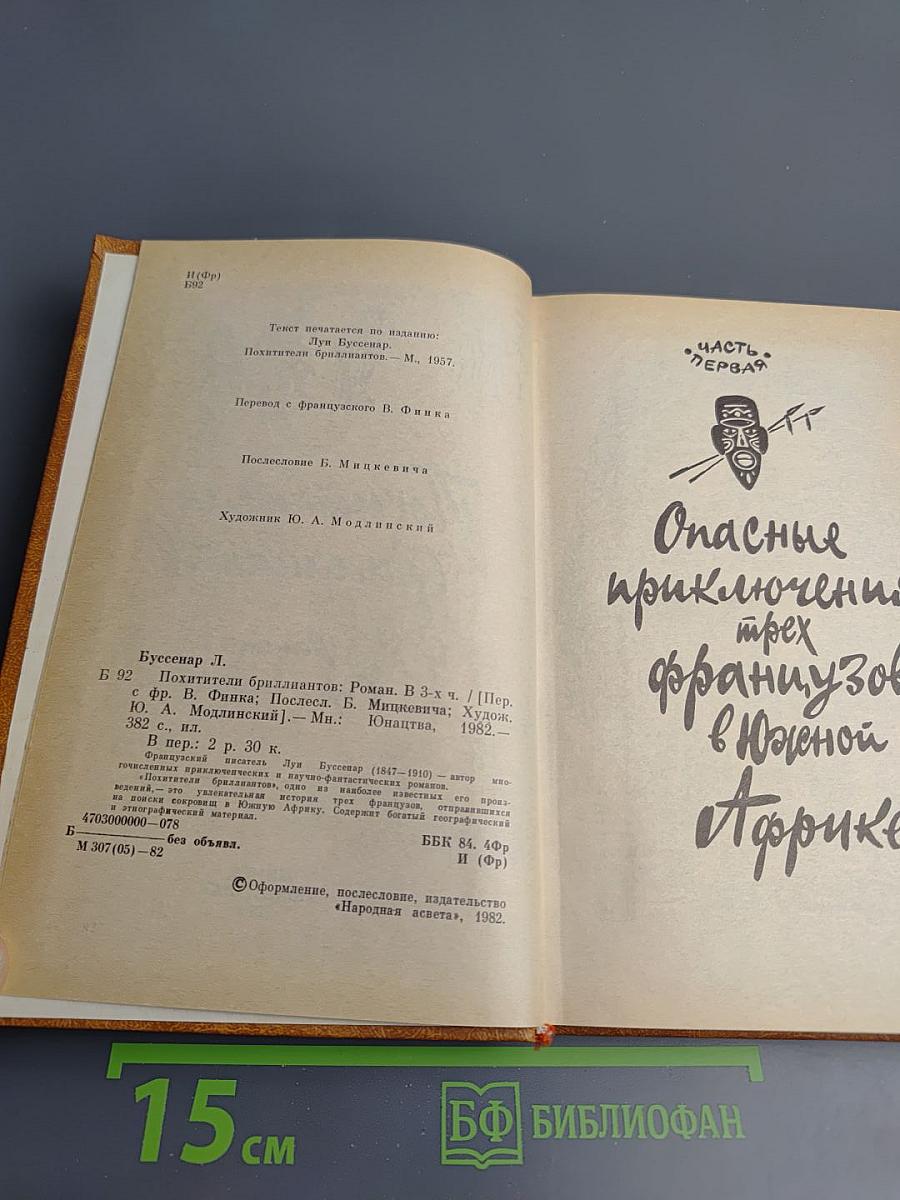 И(Фр)
Б92
Текст печатается по изданию:
Луи Буссенар.
Похитители бриллиантов.— М., 1957.
Перевод с французского В. Финка
Послесловие Б. Мицкевича
Художник Ю. А. Модлинский
Буссенар Л.
Б 92 Похитители бриллиантов: Роман. В 3-х ч. / [Пер.
с фр. В. Финка; Послесл. Б. Мицкевича; Худож.
Ю. А. Модлинский].— Мн.: Юнацтва, 1982.—
382 с., ил.
В пер.: 2 р. 30 к.
Французский писатель Луи Буссенар (1847—1910) — автор мно-
гочисленных приключенческих и научно-фантастических романов.
«Похитители бриллиантов», одно из наиболее известных его произ-
ведений,— это увлекательная история трех французов, отправившихся
на поиски сокровищ в Южную Африку. Содержит богатый географический
и этнографический материал.
4703000000—078
Б———без объявл.
М 307(05)—82
ББК 84. 4Фр
И (Фр)
©Оформление, послесловие, издательство
«Народная асвета», 1982.
•ЧАСТЬ•
ПЕРВАЯ
Опасные
приключения
трех
французов
в Южной
Африке
15 см
БФ БИБЛИОФАН